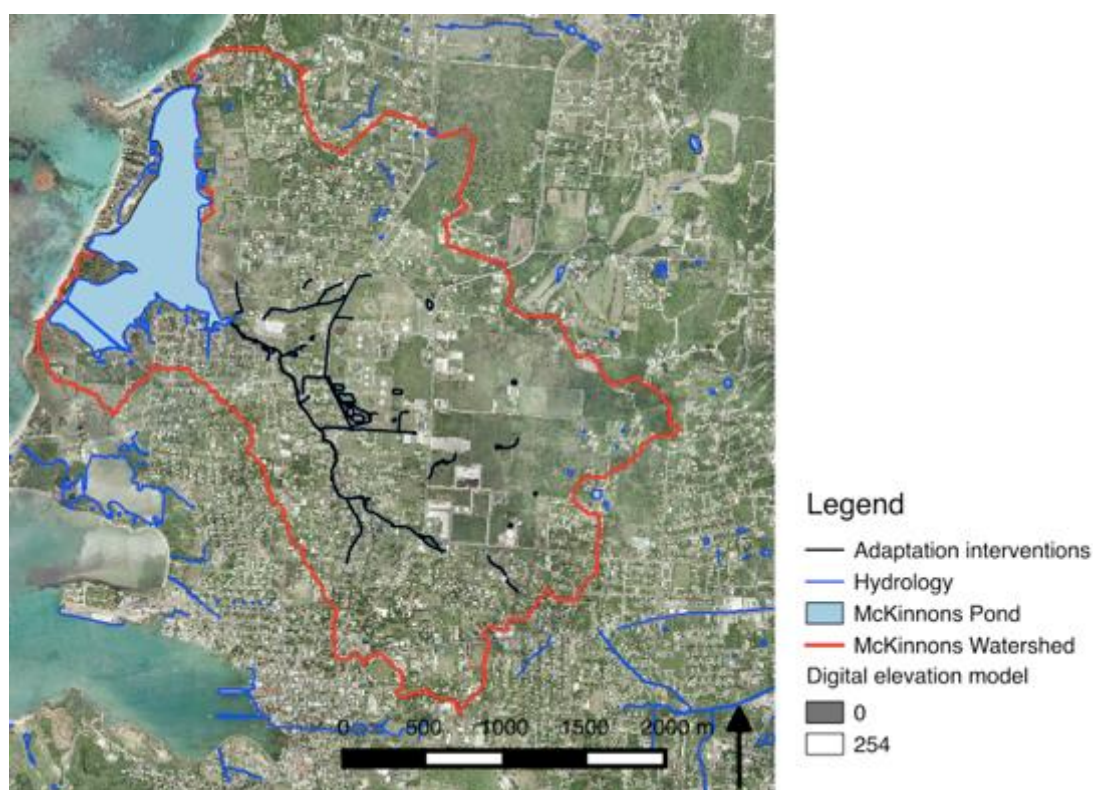 Legend
Adaptation interventions
Hydrology
McKinnons Pond
McKinnons Watershed
Digital elevation model
0
254
0 500 1000 1500 2000 m